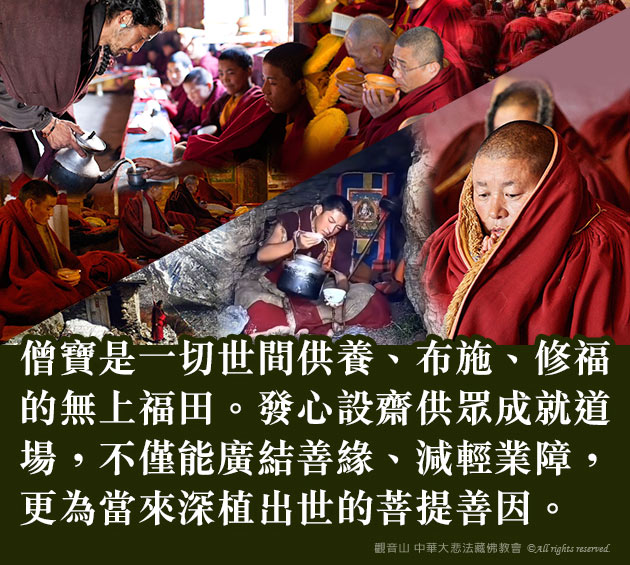 僧寶是一切世間供養、布施、修福
的無上福田。發心設齋供眾成就道
場，不僅能廣結善緣、減輕業障，
更為當來深植出世的菩提善因。
觀音山 中華大悲法藏佛教會 ©All rights reserved.